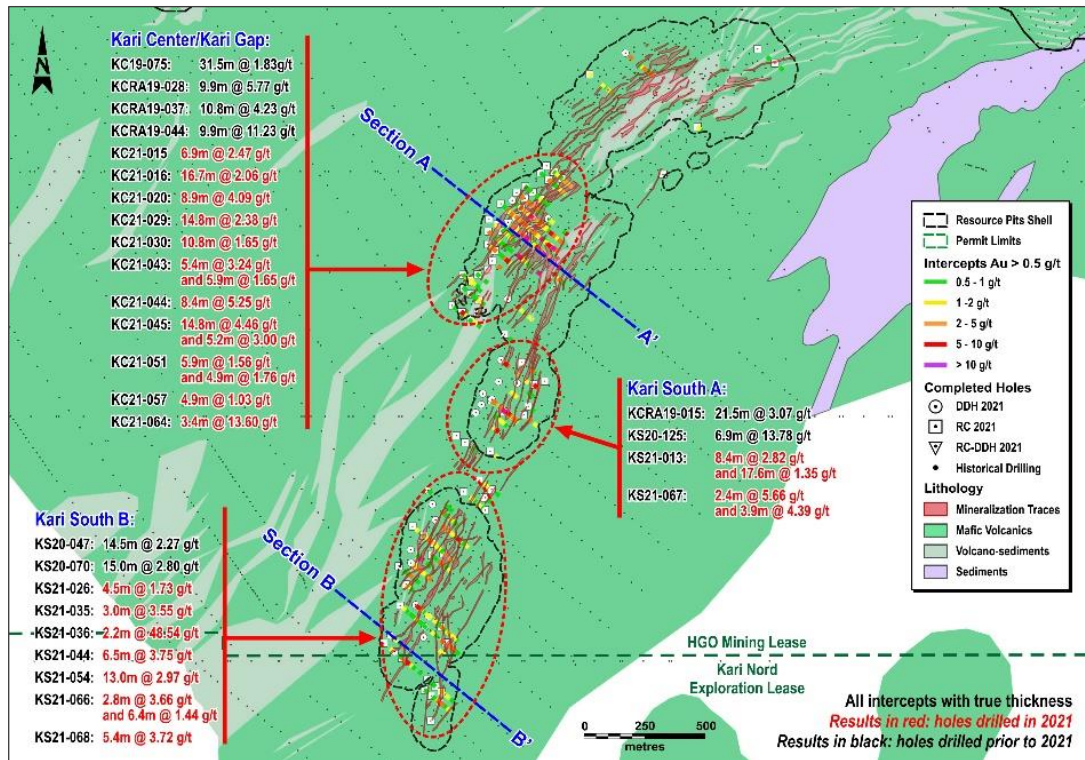 N
Kari Center/Kari Gap:
KC19-075: 31.5m @ 1.83g/t
KCRA19-028: 9.9m @ 5.77 g/t
KCRA19-037: 10.8m @ 4.23 g/t
KCRA19-044: 9.9m @ 11.23 g/t
KC21-015 6.9m @ 2.47 g/t
KC21-016: 16.7m @ 2.06 g/t
KC21-020: 8.9m @ 4.09 g/t
KC21-029: 14.8m @ 2.38 g/t
KC21-030: 10.8m @ 1.65 g/t
KC21-043: 5.4m @ 3.24 g/t
and 5.9m @ 1.65 g/t
KC21-044: 8.4m @ 5.25 g/t
KC21-045: 14.8m @ 4.46 g/t
and 5.2m @ 3.00 g/t
KC21-051 5.9m @ 1.56 g/t
and 4.9m @ 1.76 g/t
KC21-057 4.9m @ 1.03 g/t
KC21-064: 3.4m @ 13.60 g/t
Section A
A'
Kari South A:
KCRA19-015: 21.5m @ 3.07 g/t
KS20-125: 6.9m @ 13.78 g/t
KS21-013: 8.4m @ 2.82 g/t
and 17.6m @ 1.35 g/t
KS21-067: 2.4m @ 5.66 g/t
and 3.9m @ 4.39 g/t
Resource Pits Shell
Permit Limits
Intercepts Au > 0.5 g/t
0.5 - 1 g/t
1 -2 g/t
2 - 5 g/t
5 - 10 g/t
> 10 g/t
Completed Holes
DDH 2021
RC 2021
RC-DDH 2021
Historical Drilling
Lithology
Mineralization Traces
Mafic Volcanics
Volcano-sediments
Sediments
Kari South B:
KS20-047: 14.5m @ 2.27 g/t
KS20-070: 15.0m @ 2.80 g/t
KS21-026: 4.5m @ 1.73 g/t
KS21-035: 3.0m @ 3.55 g/t
KS21-036: 2.2m @ 48.54 g/t
KS21-044: 6.5m @ 3.75 g/t
KS21-054: 13.0m @ 2.97 g/t
KS21-066: 2.8m @ 3.66 g/t
and 6.4m @ 1.44 g/t
KS21-068: 5.4m @ 3.72 g/t
Section B
B'
HGO Mining Lease
Kari Nord
Exploration Lease
0 250 500
metres
All intercepts with true thickness
Results in red: holes drilled in 2021
Results in black: holes drilled prior to 2021